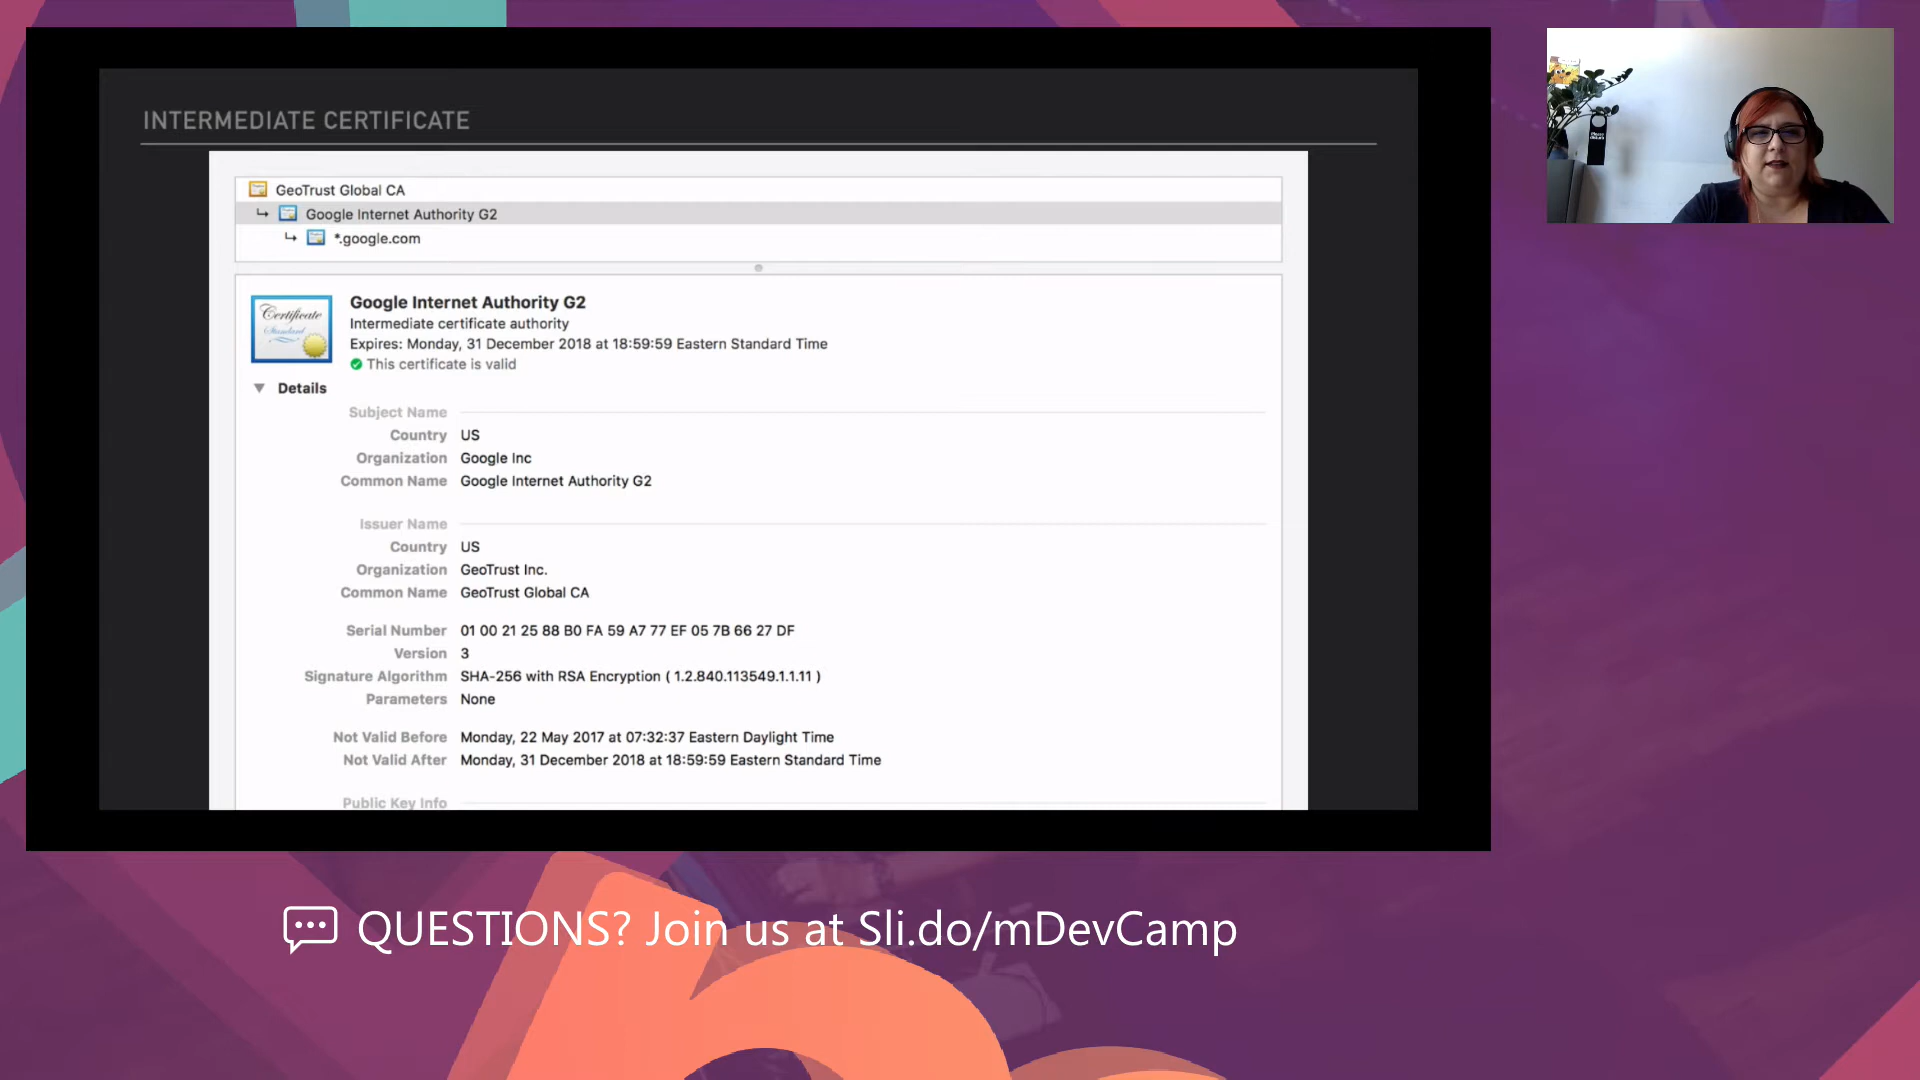 INTERMEDIATE CERTIFICATE
GeoTrust Global CA
↳ Google Internet Authority G2
↳ *.google.com
Certificate
Standard
Google Internet Authority G2
Intermediate certificate authority
Expires: Monday, 31 December 2018 at 18:59:59 Eastern Standard Time
This certificate is valid
▼ Details
Subject Name
Country US
Organization Google Inc
Common Name Google Internet Authority G2
Issuer Name
Country US
Organization GeoTrust Inc.
Common Name GeoTrust Global CA
Serial Number 01 00 21 25 88 B0 FA 59 A7 77 EF 05 7B 66 27 DF
Version 3
Signature Algorithm SHA-256 with RSA Encryption ( 1.2.840.113549.1.1.11 )
Parameters None
Not Valid Before Monday, 22 May 2017 at 07:32:37 Eastern Daylight Time
Not Valid After Monday, 31 December 2018 at 18:59:59 Eastern Standard Time
Public Key Info
QUESTIONS? Join us at Sli.do/mDevCamp